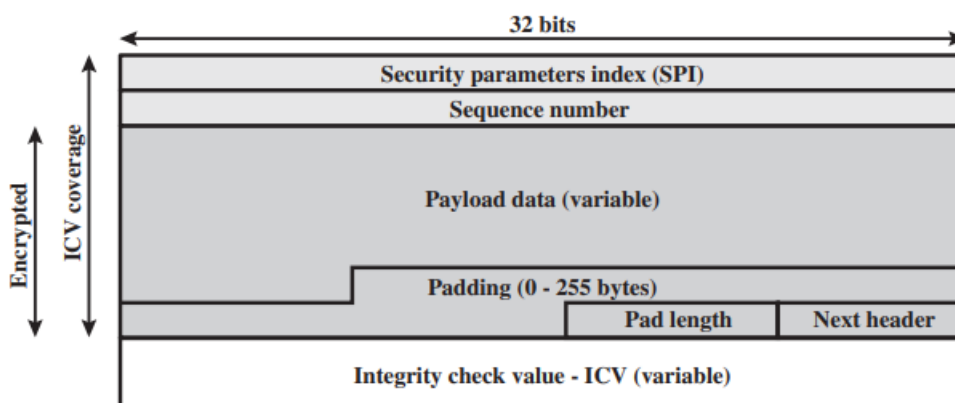 32 bits
Security parameters index (SPI)
Sequence number
Payload data (variable)
Padding (0 - 255 bytes)
Pad length
Next header
Integrity check value - ICV (variable)
Encrypted
ICV coverage